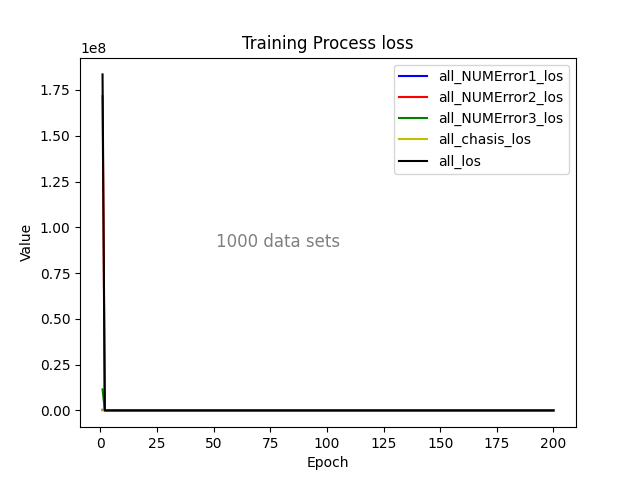 Training Process loss
1e8
1.75
1.50
1.25
1.00
0.75
0.50
0.25
0.00
Value
all_NUMError1_los
all_NUMError2_los
all_NUMError3_los
all_chasis_los
all_los
1000 data sets
0 25 50 75 100 125 150 175 200
Epoch